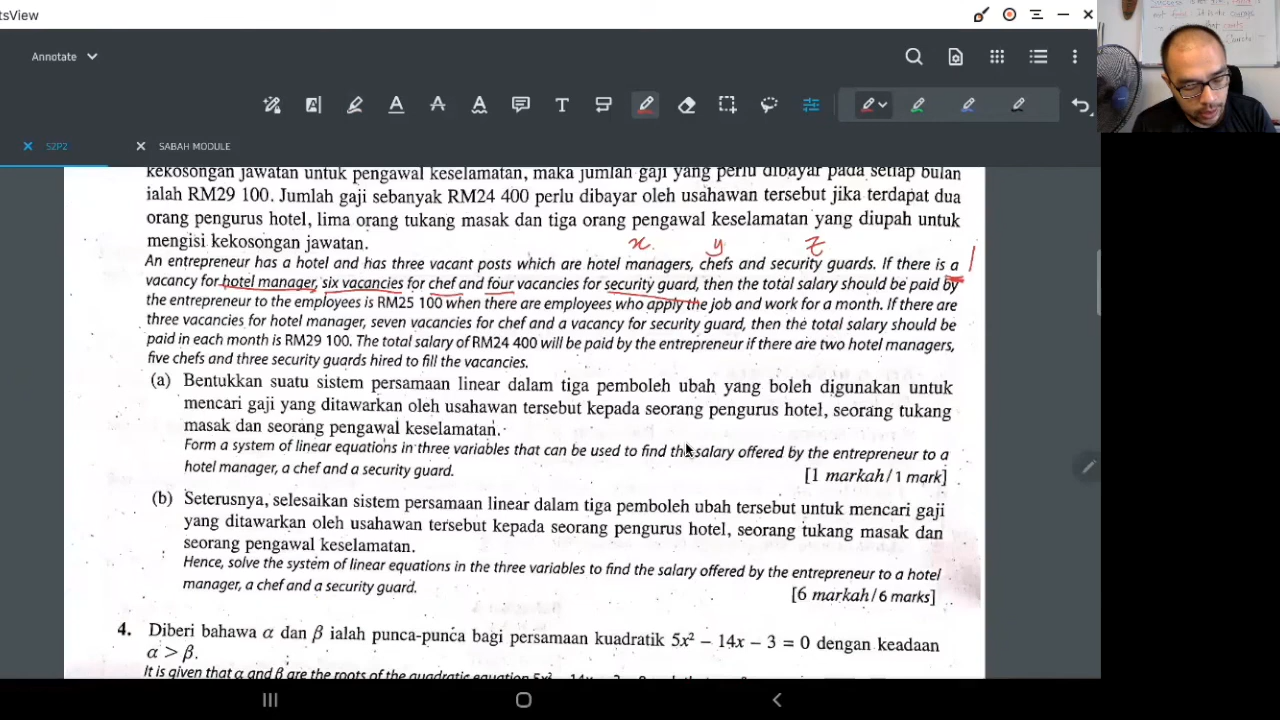 tsView
Annotate
T
S2P2
SABAH MODULE
kekosongan jawatan untuk pengawal keselamatan, maka jumlah gaji yang perlu dibayar pada setiap bulan
ialah RM29 100. Jumlah gaji sebanyak RM24 400 perlu dibayar oleh usahawan tersebut jika terdapat dua
orang pengurus hotel, lima orang tukang masak dan tiga orang pengawal keselamatan yang diupah untuk
mengisi kekosongan jawatan.
x y z
An entrepreneur has a hotel and has three vacant posts which are hotel managers, chefs and security guards. If there is a 1
vacancy for hotel manager, six vacancies for chef and four vacancies for security guard, then the total salary should be paid by
the entrepreneur to the employees is RM25 100 when there are employees who apply the job and work for a month. If there are
three vacancies for hotel manager, seven vacancies for chef and a vacancy for security guard, then the total salary should be
paid in each month is RM29 100. The total salary of RM24 400 will be paid by the entrepreneur if there are two hotel managers,
five chefs and three security guards hired to fill the vacancies.
(a) Bentukkan suatu sistem persamaan linear dalam tiga pemboleh ubah yang boleh digunakan untuk
mencari gaji yang ditawarkan oleh usahawan tersebut kepada seorang pengurus hotel, seorang tukang
masak dan seorang pengawal keselamatan.
Form a system of linear equations in three variables that can be used to find the salary offered by the entrepreneur to a
hotel manager, a chef and a security guard. [1 markah/1 mark]
(b) Seterusnya, selesaikan sistem persamaan linear dalam tiga pemboleh ubah tersebut untuk mencari gaji
yang ditawarkan oleh usahawan tersebut kepada seorang pengurus hotel, seorang tukang masak dan
seorang pengawal keselamatan.
Hence, solve the system of linear equations in the three variables to find the salary offered by the entrepreneur to a hotel
manager, a chef and a security guard. [6 markah/6 marks]
4. Diberi bahawa α dan β ialah punca-punca bagi persamaan kuadratik 5x² – 14x – 3 = 0 dengan keadaan
α > β.
It is given that α and β are the roots of the quadratic equation